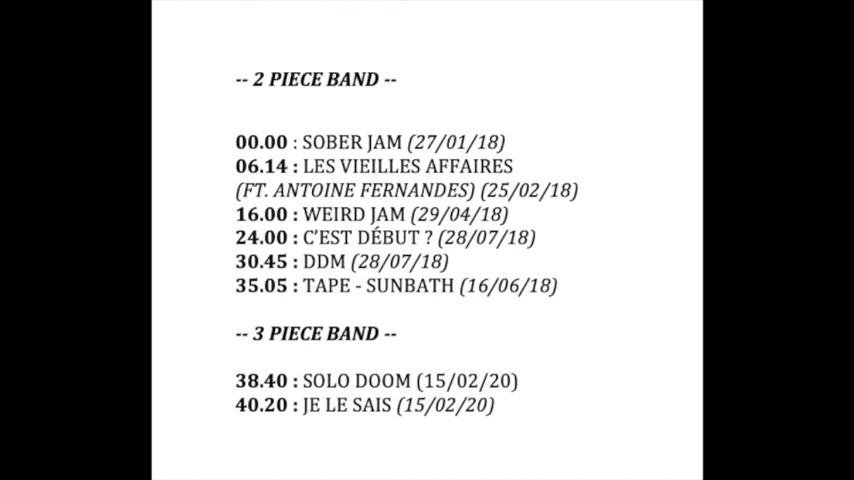 -- 2 PIECE BAND --
00.00 : SOBER JAM (27/01/18)
06.14 : LES VIEILLES AFFAIRES
(FT. ANTOINE FERNANDES) (25/02/18)
16.00 : WEIRD JAM (29/04/18)
24.00 : C’EST DÉBUT ? (28/07/18)
30.45 : DDM (28/07/18)
35.05 : TAPE - SUNBATH (16/06/18)
-- 3 PIECE BAND --
38.40 : SOLO DOOM (15/02/20)
40.20 : JE LE SAIS (15/02/20)